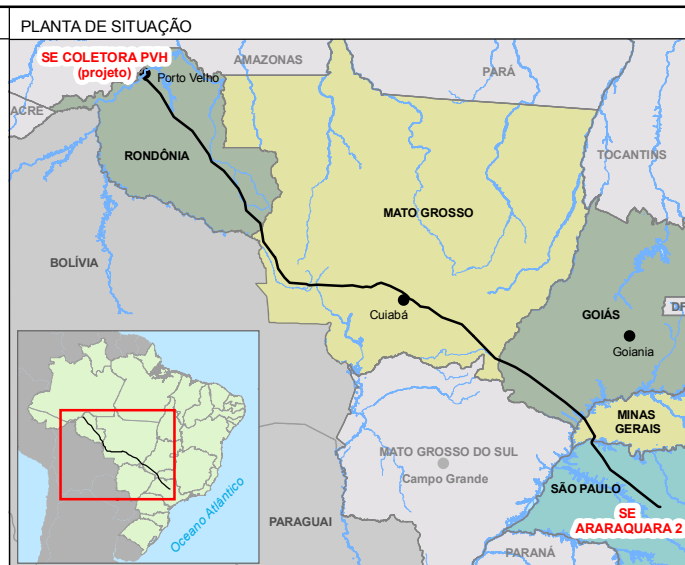 PLANTA DE SITUAÇÃO
SE COLETORA PVH
(projeto)
Porto Velho
AMAZONAS
PARÁ
ACRE
TOCANTINS
RONDÔNIA
MATO GROSSO
BOLÍVIA
Cuiabá
GOIÁS
DF
Goiania
MINAS
GERAIS
MATO GROSSO DO SUL
Campo Grande
SÃO PAULO
SE
ARARAQUARA 2
PARAGUAI
PARANÁ
Oceano Atlântico